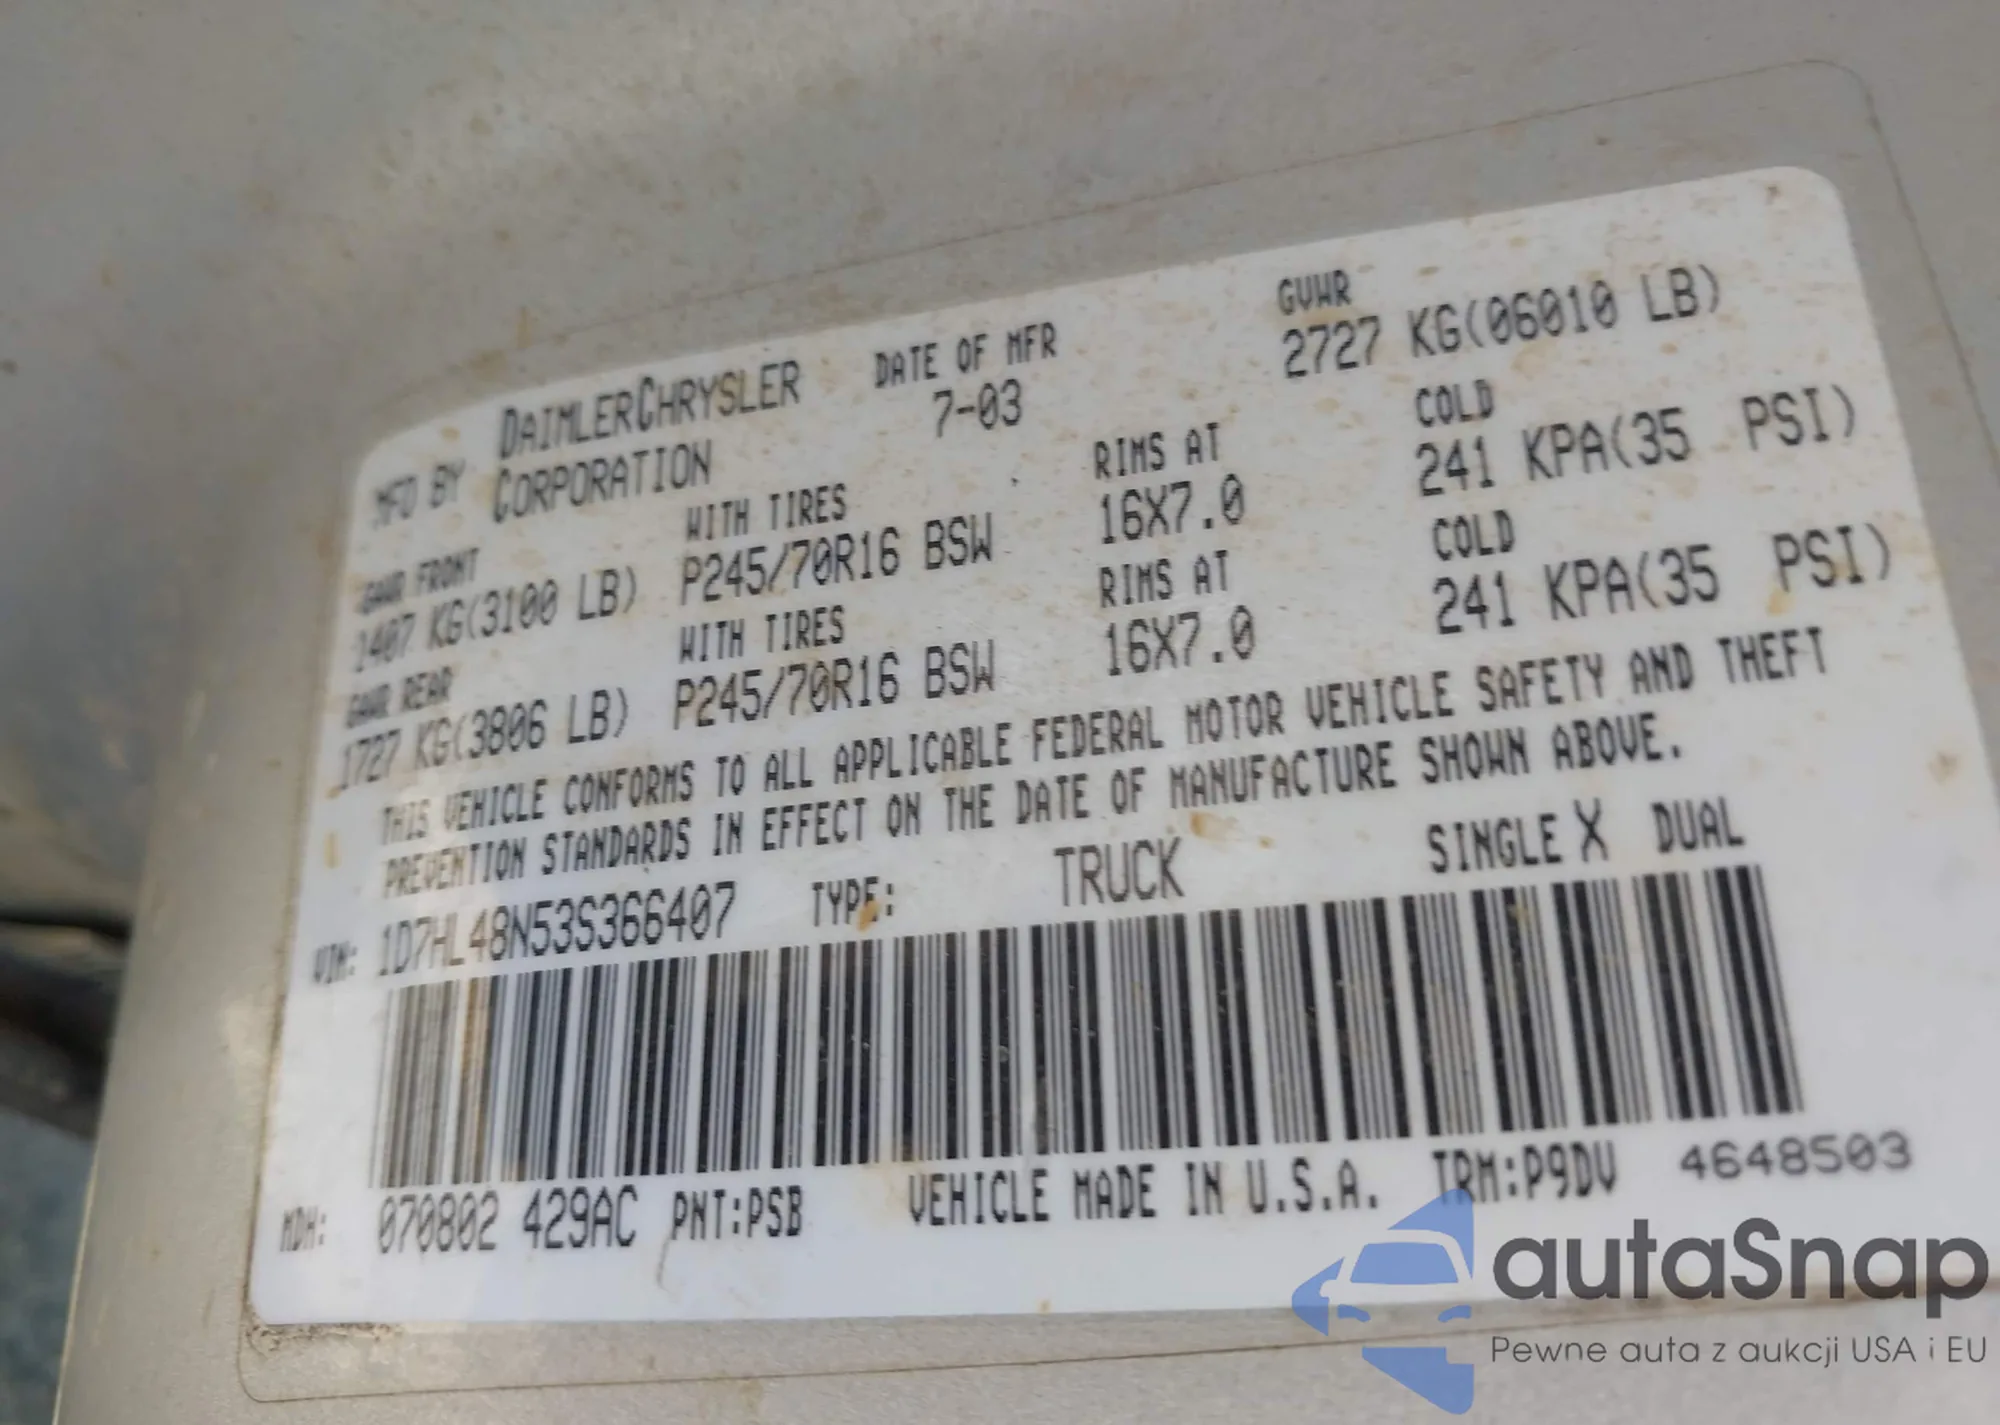 MFD BY DAIMLERCHRYSLER CORPORATION
DATE OF MFR
7-03
GVWR
2727 KG(06010 LB)
GAWR FRONT
1407 KG(3100 LB)
WITH TIRES
P245/70R16 BSW
RIMS AT
16X7.0
COLD
241 KPA(35 PSI)
GAWR REAR
1727 KG(3806 LB)
WITH TIRES
P245/70R16 BSW
RIMS AT
16X7.0
COLD
241 KPA(35 PSI)
THIS VEHICLE CONFORMS TO ALL APPLICABLE FEDERAL MOTOR VEHICLE SAFETY AND THEFT
PREVENTION STANDARDS IN EFFECT ON THE DATE OF MANUFACTURE SHOWN ABOVE.
VIN: 1D7HL48N53S366407 TYPE: TRUCK SINGLE X DUAL
MDH: 070802 429AC PNT:PSB VEHICLE MADE IN U.S.A. TRM:P9DV 4648503
autaSnap
Pewne auta z aukcji USA i EU